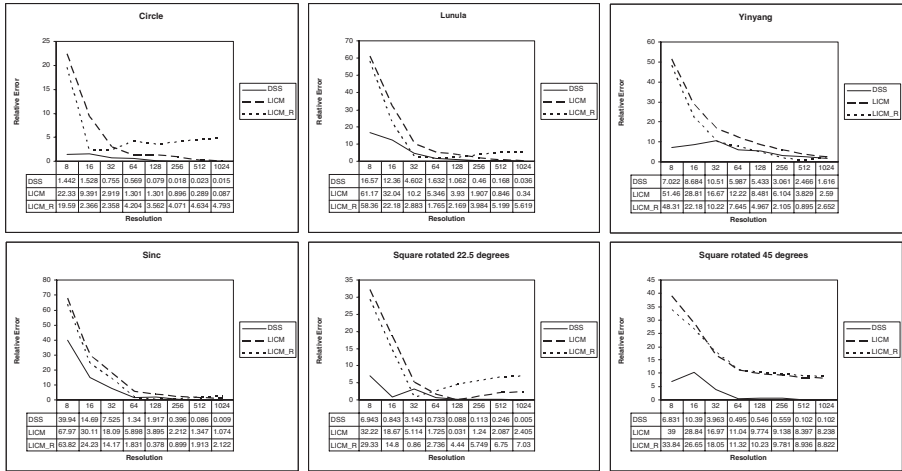 Circle
25
20
15
10
5
0
Relative Error
DSS
LICM
LICM_R
8 16 32 64 128 256 512 1024
DSS 1.442 1.528 0.755 0.569 0.079 0.018 0.023 0.015
LICM 22.33 9.391 2.919 1.301 1.301 0.896 0.289 0.087
LICM_R 19.59 2.366 2.358 4.204 3.562 4.071 4.634 4.793
Resolution
Lunula
70
60
50
40
30
20
10
0
Relative Error
DSS
LICM
LICM_R
8 16 32 64 128 256 512 1024
DSS 16.57 12.36 4.602 1.632 1.062 0.46 0.168 0.036
LICM 61.17 32.04 10.2 5.346 3.93 1.907 0.846 0.34
LICM_R 58.36 22.18 2.883 1.765 2.169 3.984 5.199 5.619
Resolution
Yinyang
60
50
40
30
20
10
0
Relative Error
DSS
LICM
LICM_R
8 16 32 64 128 256 512 1024
DSS 7.022 8.684 10.51 5.987 5.433 3.061 2.466 1.616
LICM 51.46 28.81 16.67 12.22 8.481 6.104 3.829 2.59
LICM_R 48.31 22.18 10.22 7.645 4.967 2.105 0.895 2.652
Resolution
Sinc
80
70
60
50
40
30
20
10
0
Relative Error
DSS
LICM
LICM_R
8 16 32 64 128 256 512 1024
DSS 39.94 14.69 7.525 1.34 1.917 0.396 0.086 0.009
LICM 67.97 30.11 18.09 5.898 3.895 2.212 1.347 1.074
LICM_R 63.82 24.23 14.17 1.831 0.378 0.899 1.913 2.122
Resolution
Square rotated 22.5 degrees
35
30
25
20
15
10
5
0
Relative Error
DSS
LICM
LICM_R
8 16 32 64 128 256 512 1024
DSS 6.943 0.843 3.143 0.733 0.088 0.113 0.246 0.005
LICM 32.22 18.67 5.114 1.725 0.031 1.24 2.087 2.405
LICM_R 29.33 14.8 0.86 2.736 4.44 5.749 6.75 7.03
Resolution
Square rotated 45 degrees
45
40
35
30
25
20
15
10
5
0
Relative Error
DSS
LICM
LICM_R
8 16 32 64 128 256 512 1024
DSS 6.831 10.39 3.963 0.495 0.546 0.559 0.102 0.102
LICM 39 28.84 16.97 11.04 9.774 9.138 8.397 8.238
LICM_R 33.84 26.65 18.05 11.32 10.23 9.781 8.936 8.822
Resolution